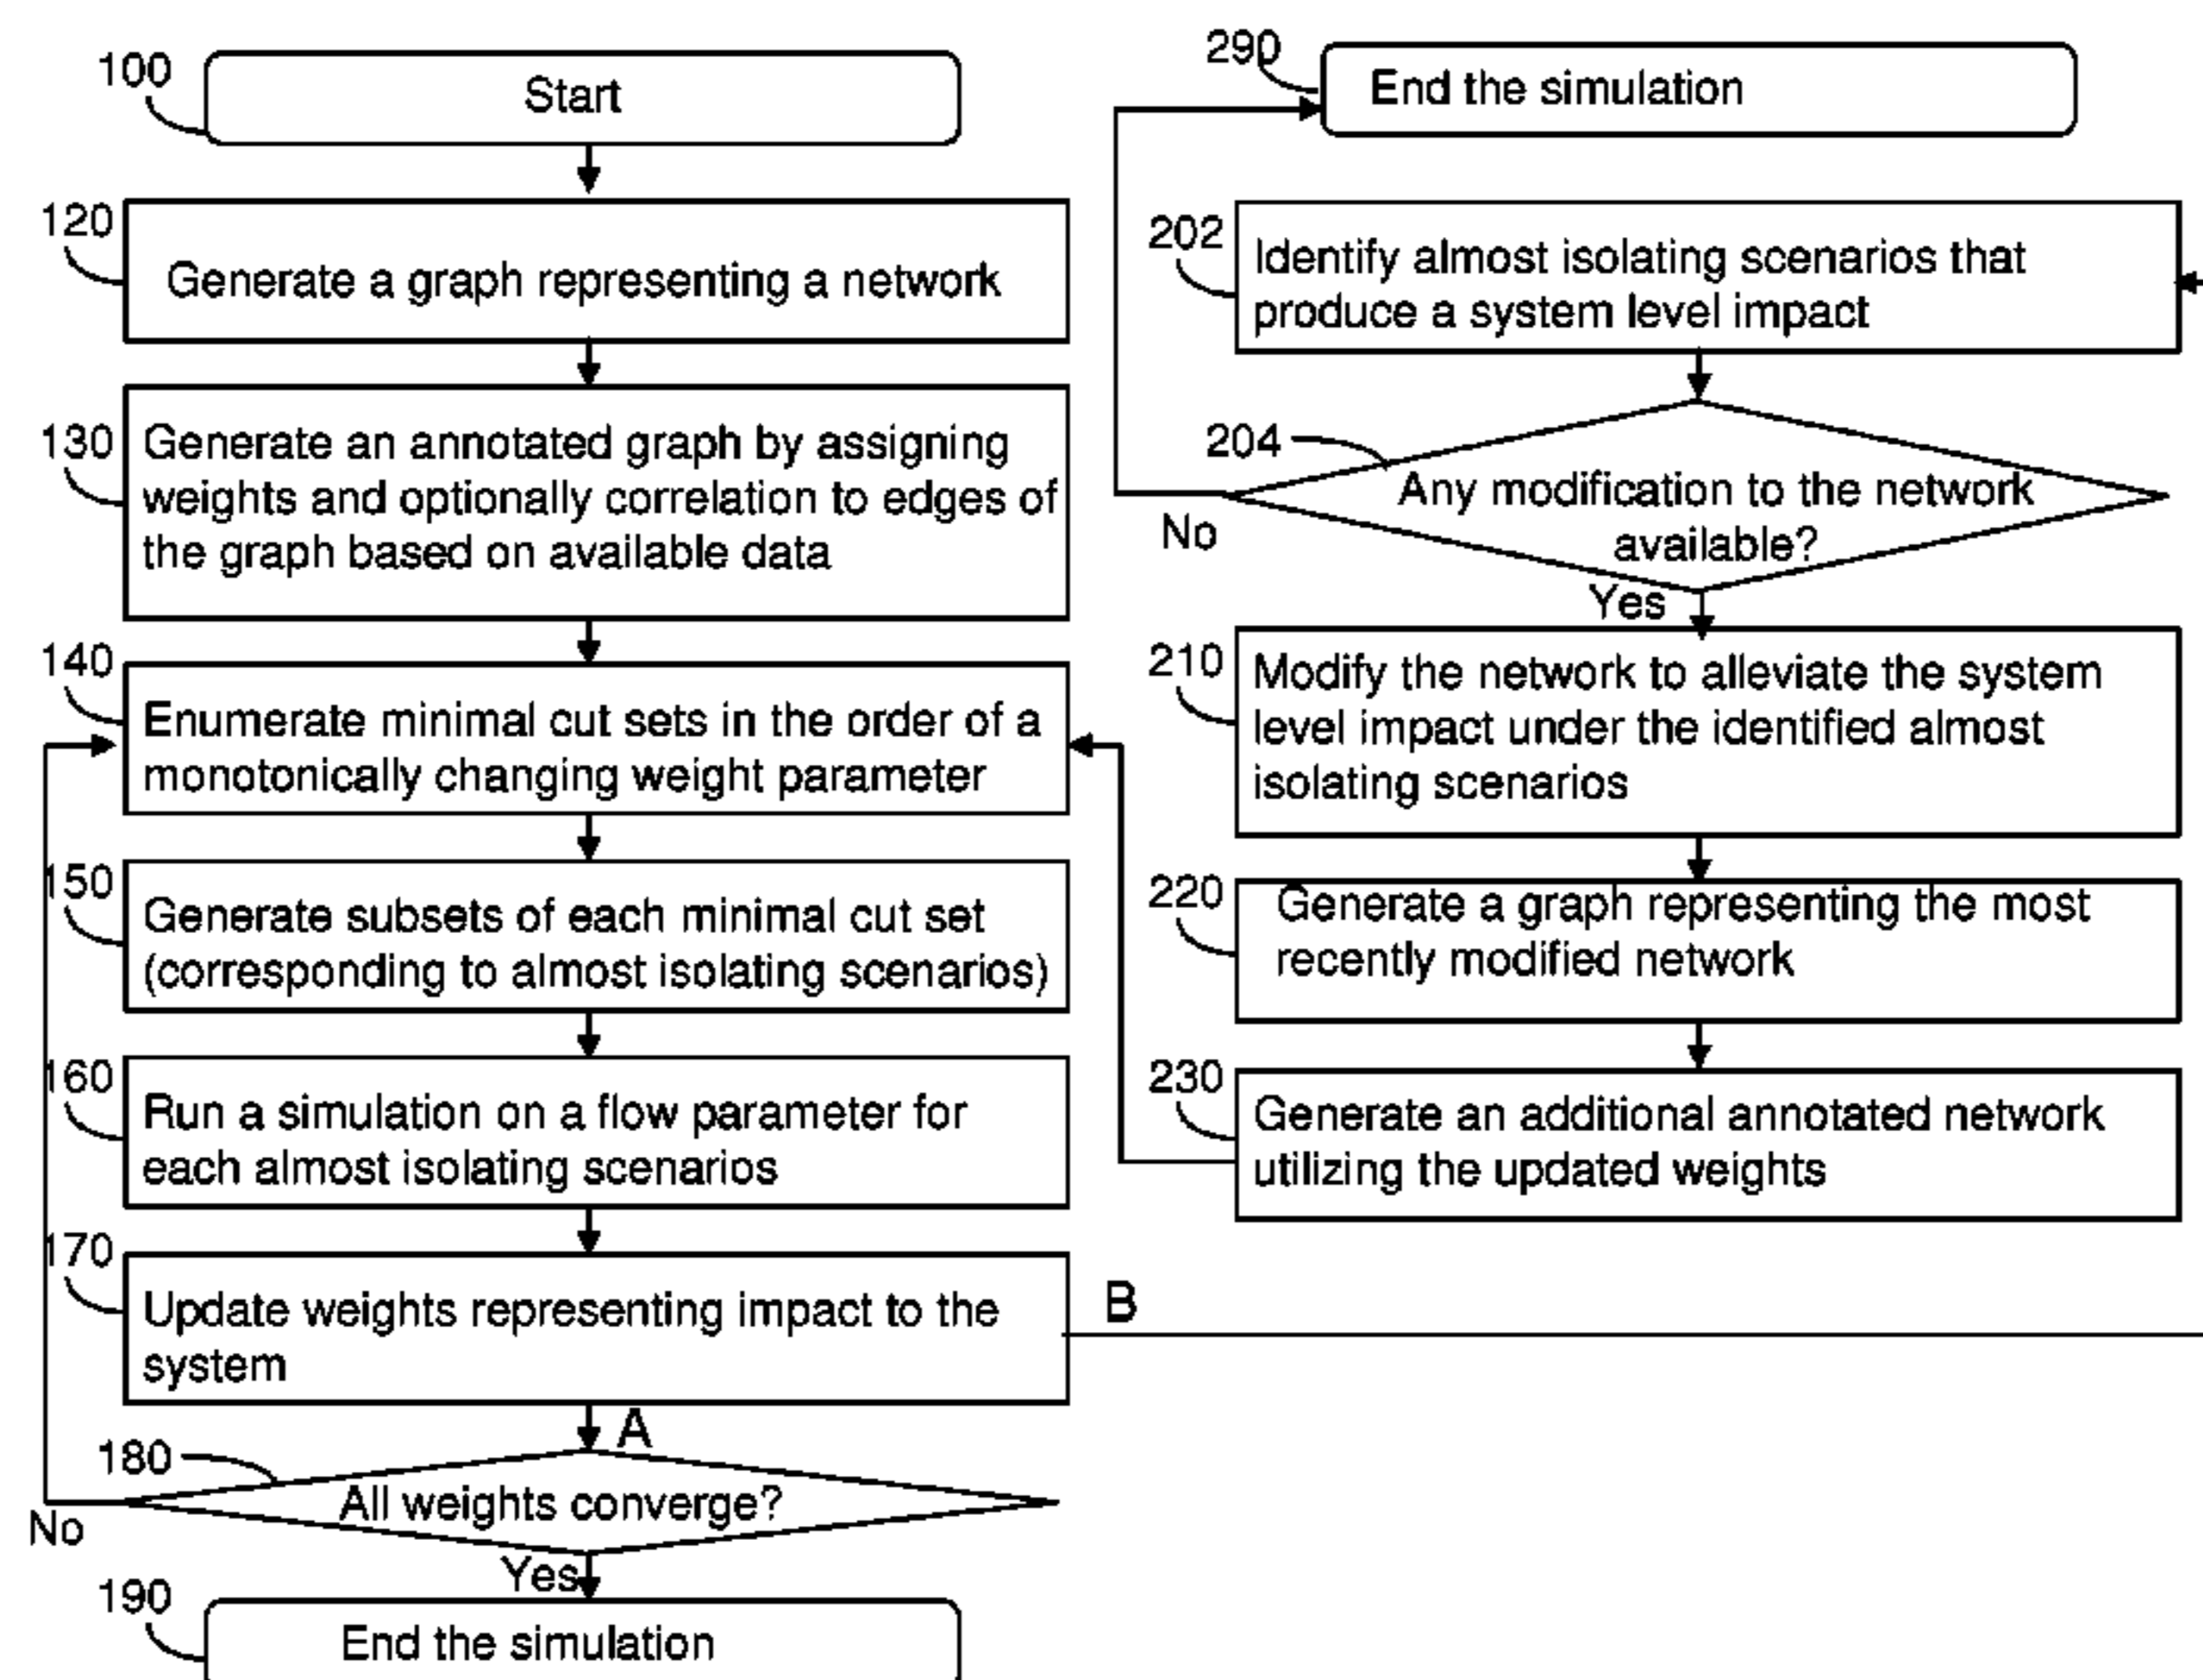 100
Start
120
Generate a graph representing a network
130
Generate an annotated graph by assigning
weights and optionally correlation to edges of
the graph based on available data
140
Enumerate minimal cut sets in the order of a
monotonically changing weight parameter
150
Generate subsets of each minimal cut set
(corresponding to almost isolating scenarios)
160
Run a simulation on a flow parameter for
each almost isolating scenarios
170
Update weights representing impact to the
system
B
A
180
All weights converge?
No
Yes
190
End the simulation
290
End the simulation
202
Identify almost isolating scenarios that
produce a system level impact
204
Any modification to the network
available?
No
Yes
210
Modify the network to alleviate the system
level impact under the identified almost
isolating scenarios
220
Generate a graph representing the most
recently modified network
230
Generate an additional annotated network
utilizing the updated weights